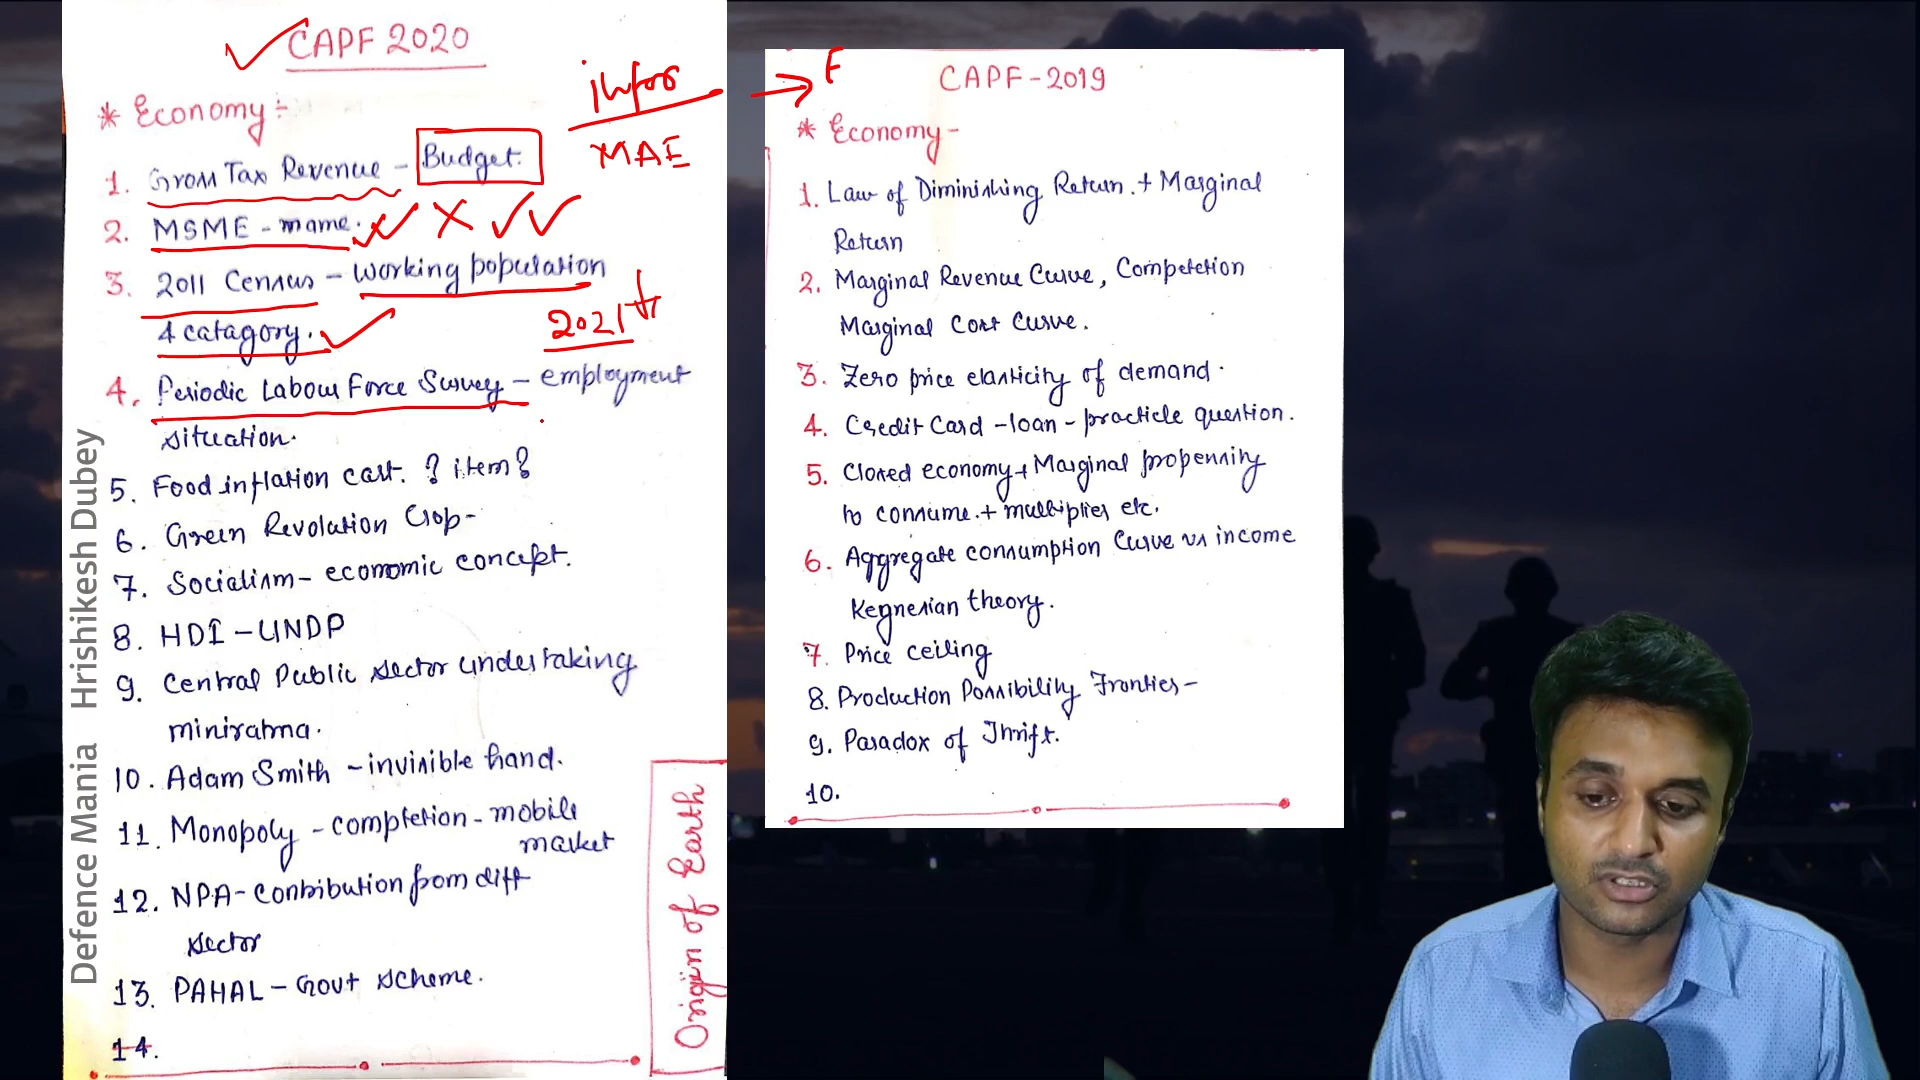 CAPF 2020
* Economy :-
1. Gross Tax Revenue - Budget.
2. MSME - mame.
3. 2011 Census - working population
4 catagory.
2021
4. Periodic Labour Force Survey - employment
situation.
5. Food inflation cart. ? item?
6. Green Revolution Crop-
7. Socialism - economic concept.
8. HDI - UNDP
9. Central Public sector undertaking
miniratna.
10. Adam Smith - invisible hand.
11. Monopoly - completion - mobile
market
12. NPA - Contribution from diff
sector
13. PAHAL - Govt scheme.
14.
infor
MAE
F
Origin of Earth
Defence Mania Hrishikesh Dubey
CAPF - 2019
* Economy -
1. Law of Diminishing Return. + Marginal
Return
2. Marginal Revenue Curve, Competetion
Marginal Cost Curve.
3. Zero price elasticity of demand.
4. Credit Card - loan - practicle question.
5. Closed economy + Marginal propensity
to consume. + multiplier etc.
6. Aggregate consumption Curve vs income
Kegnesian theory.
7. Price ceiling
8. Production Possibility Frontier -
9. Paradox of Thrift.
10.